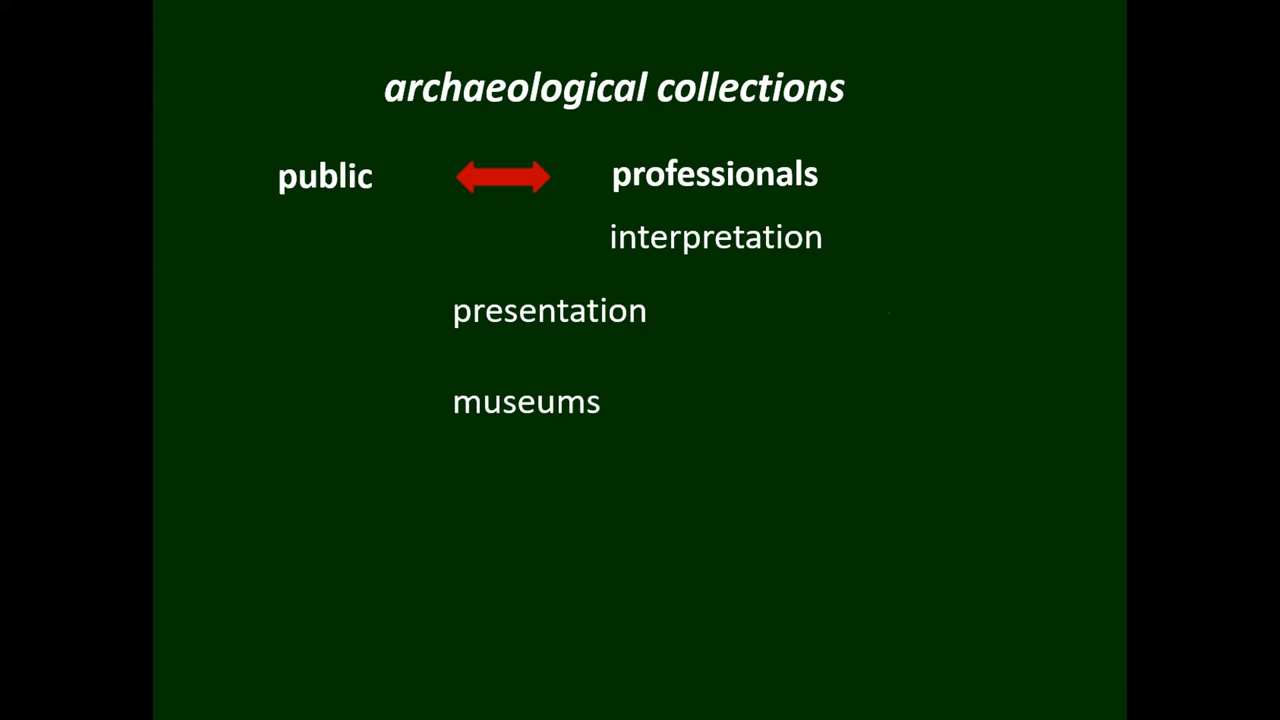 archaeological collections
public professionals
interpretation
presentation
museums